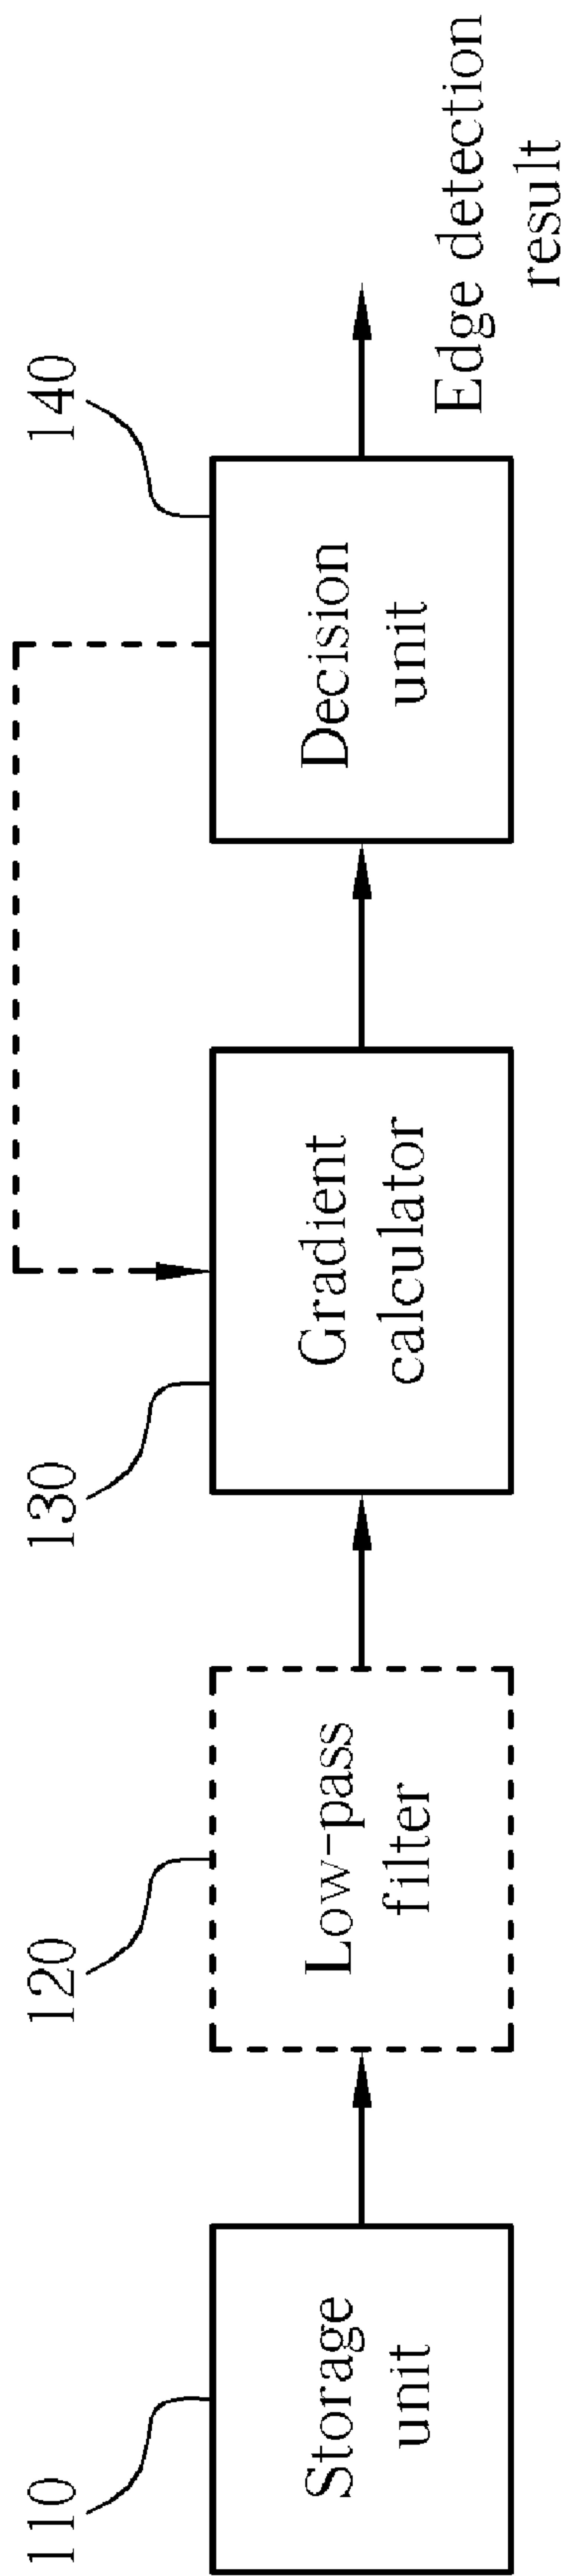 110
Storage
unit
120
Low-pass
filter
130
Gradient
calculator
140
Decision
unit
Edge detection
result